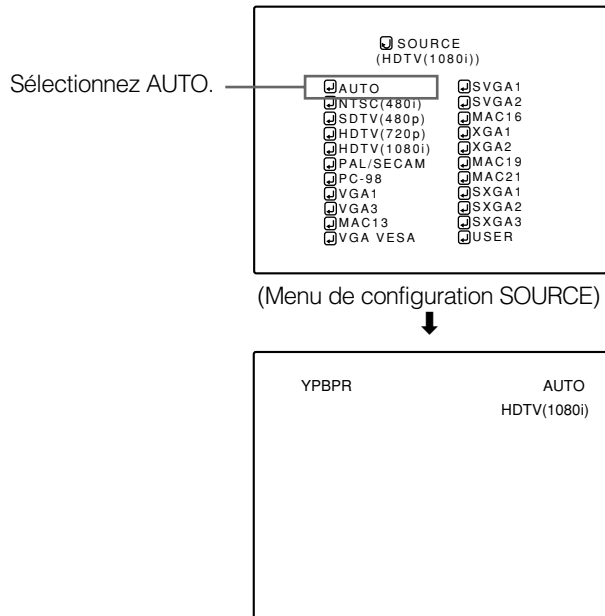 SOURCE
(HDTV(1080i))
Sélectionnez AUTO.
AUTO
NTSC(480i)
SDTV(480p)
HDTV(720p)
HDTV(1080i)
PAL/SECAM
PC-98
VGA1
VGA3
MAC13
VGA VESA
SVGA1
SVGA2
MAC16
XGA1
XGA2
MAC19
MAC21
SXGA1
SXGA2
SXGA3
USER
(Menu de configuration SOURCE)
YPBPR
AUTO
HDTV(1080i)